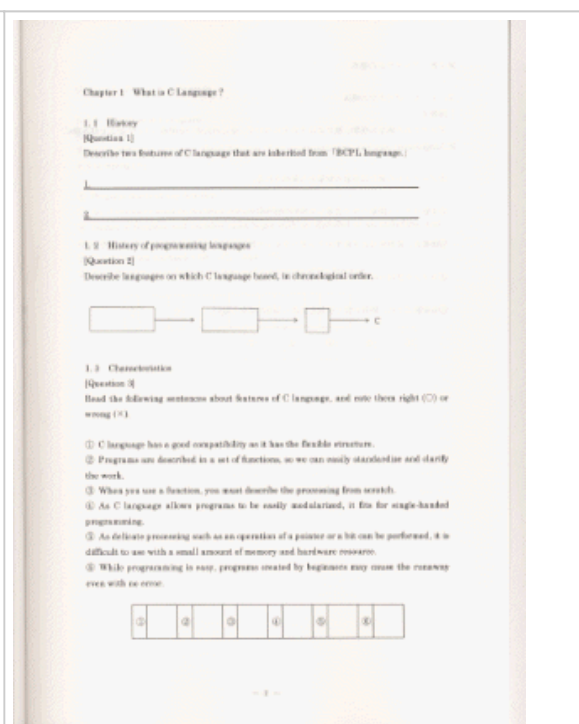 Chapter 1 What is C Language ?
1. 1 History
[Question 1]
Describe two features of C language that are inherited from「BCPL language.」
1.
2.
1. 2 History of programming languages
[Question 2]
Describe languages on which C language based, in chronological order.
C
1. 3 Characteristics
[Question 3]
Read the following sentences about features of C language, and note them right (○) or
wrong (×).
① C language has a good compatibility as it has the flexible structure.
② Programs are described in a set of functions, so we can easily standardize and clarify
the work.
③ When you use a function, you must describe the processing from scratch.
④ As C language allows programs to be easily modularized, it fits for single-handed
programming.
⑤ As delicate processing such as an operation of a pointer or a bit can be performed, it is
difficult to use with a small amount of memory and hardware resource.
⑥ While programming is easy, programs created by beginners may cause the runaway
even with no error.
① ② ③ ④ ⑤ ⑥